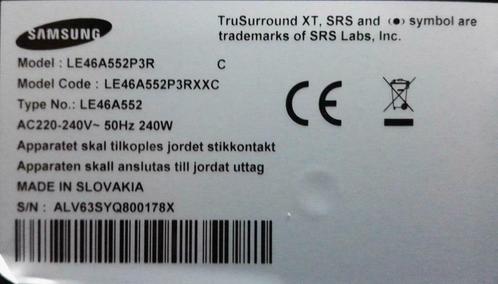 SAMSUNG
TruSurround XT, SRS and (●) symbol are
trademarks of SRS Labs, Inc.
Model : LE46A552P3R C
Model Code : LE46A552P3RXXC
Type No.: LE46A552
AC220-240V~ 50Hz 240W
Apparatet skal tilkoples jordet stikkontakt
Apparaten skall anslutas till jordat uttag
MADE IN SLOVAKIA
S/N : ALV63SYQ800178X
CE